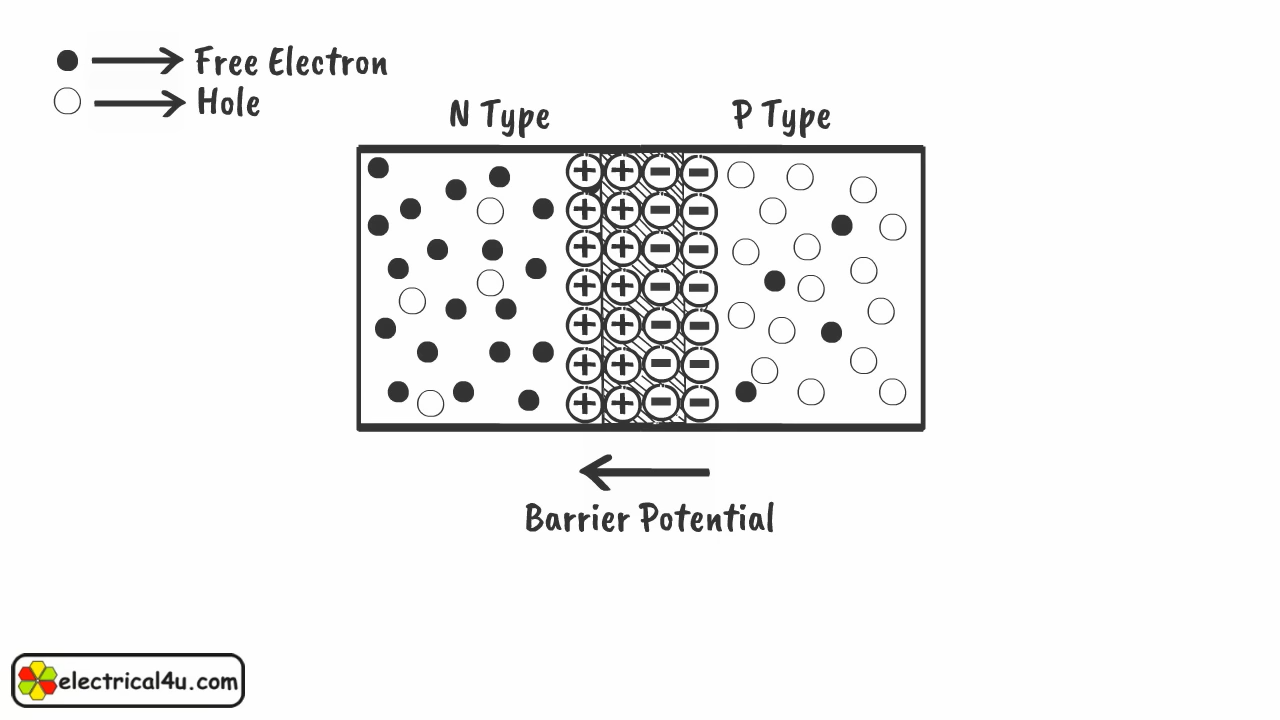 Free Electron
Hole
N Type
P Type
Barrier Potential
electrical4u.com